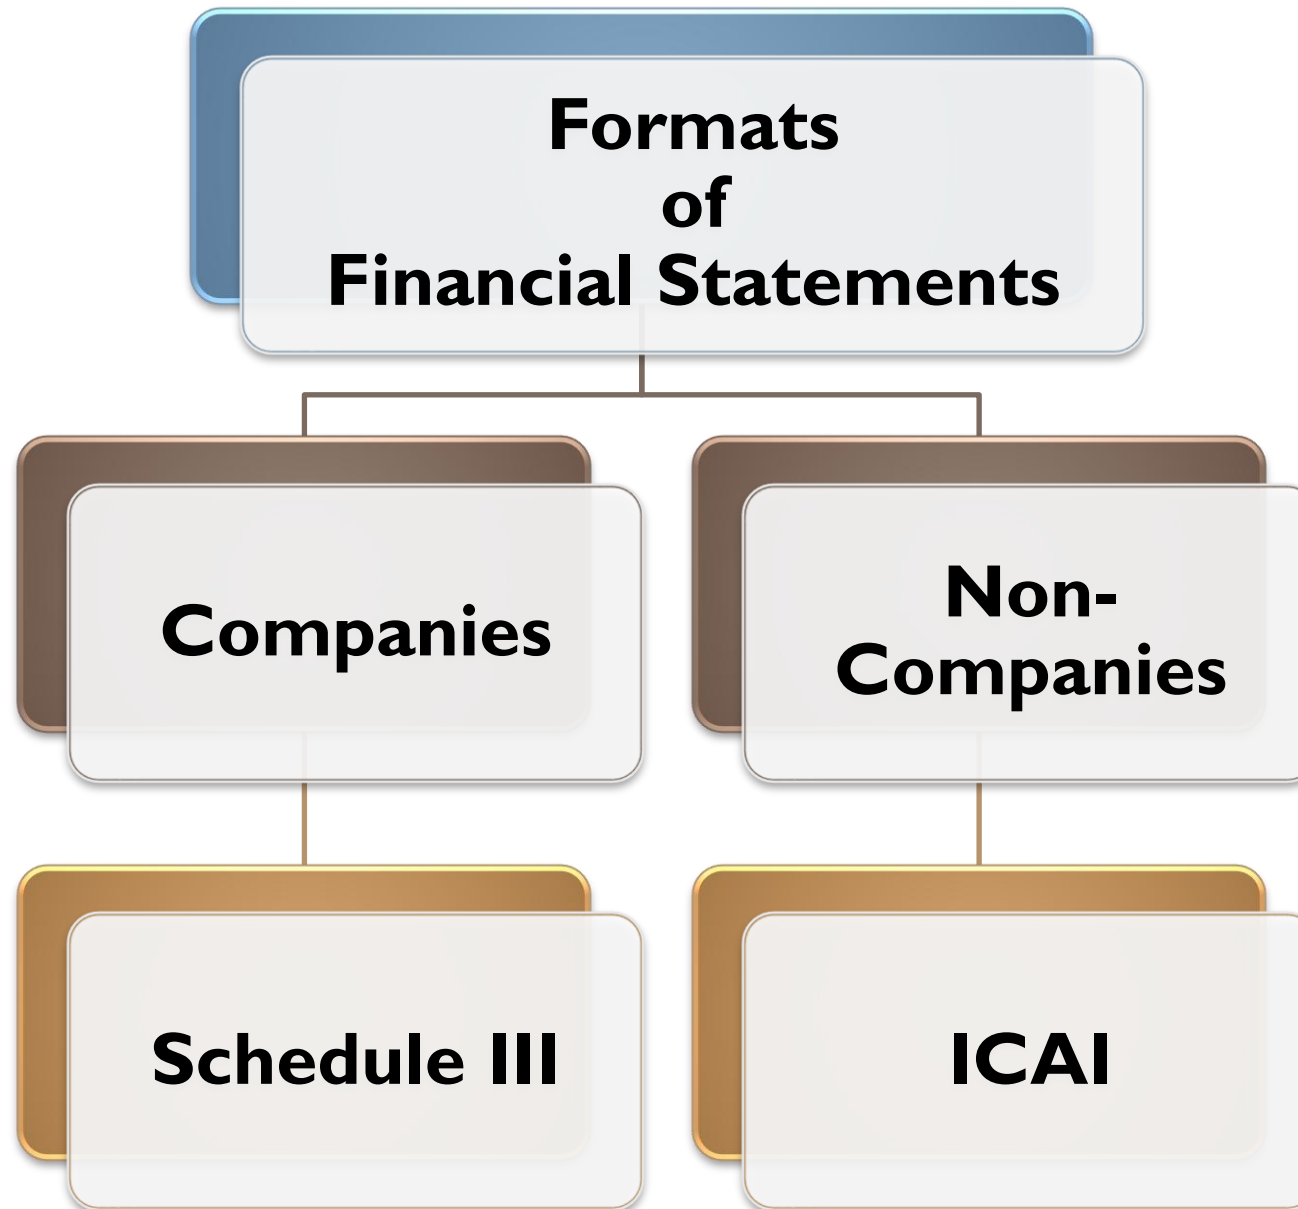 Formats
of
Financial Statements
Companies
Non-
Companies
Schedule III
ICAI